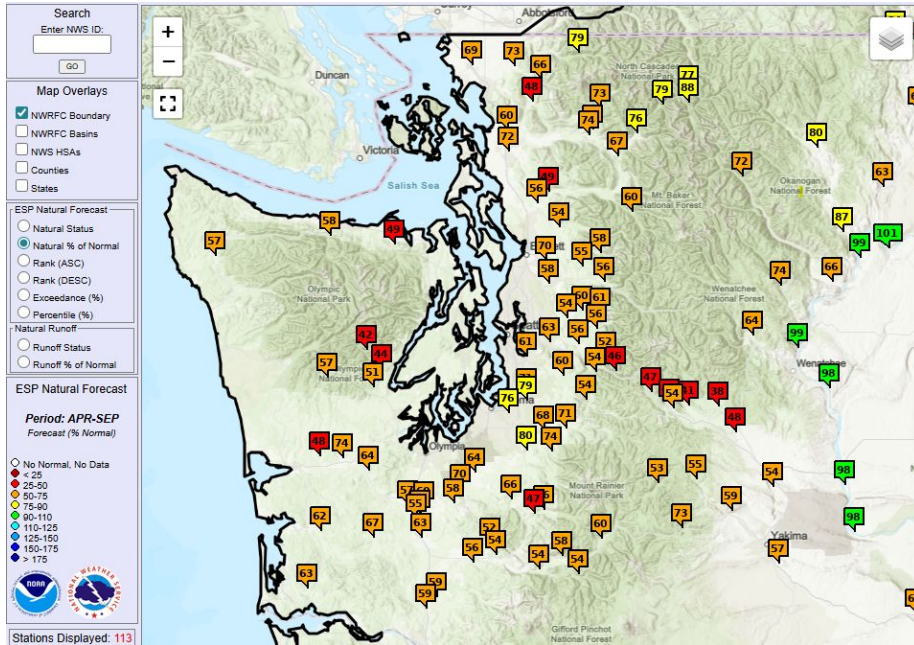 Search
Enter NWS ID:
GO
Map Overlays
NWRFC Boundary
NWRFC Basins
NWS HSAs
Counties
States
ESP Natural Forecast
Natural Status
Natural % of Normal
Rank (ASC)
Rank (DESC)
Exceedance (%)
Percentile (%)
Natural Runoff
Runoff Status
Runoff % of Normal
ESP Natural Forecast
Period: APR-SEP
Forecast (% Normal)
No Normal, No Data
< 25
25-50
50-75
75-90
90-110
110-125
125-150
150-175
> 175
NOAA
Stations Displayed: 113
+
−
Abbotsford
79
69
73
66
North Cascades
National Park
77
48
79
88
73
60
74
76
Duncan
72
67
80
Victoria
72
63
Salish Sea
49
56
60
Mt. Baker
National Forest
Okanogan
National Forest
54
87
58
49
57
70
58
55
99
101
58
56
74
66
Olympic
National Park
Wenatchee
National Forest
54
60
61
56
64
42
63
56
61
52
99
44
54
46
Wenatchee
57
51
60
98
47
79
54
54
38
76
68
71
48
48
74
80
74
Olympia
64
64
53
55
54
98
70
Mount Rainier
National Park
58
66
47
59
55
62
67
63
52
60
73
98
Yakima
56
54
58
57
54
54
63
59
59
Gifford Pinchot
National Forest